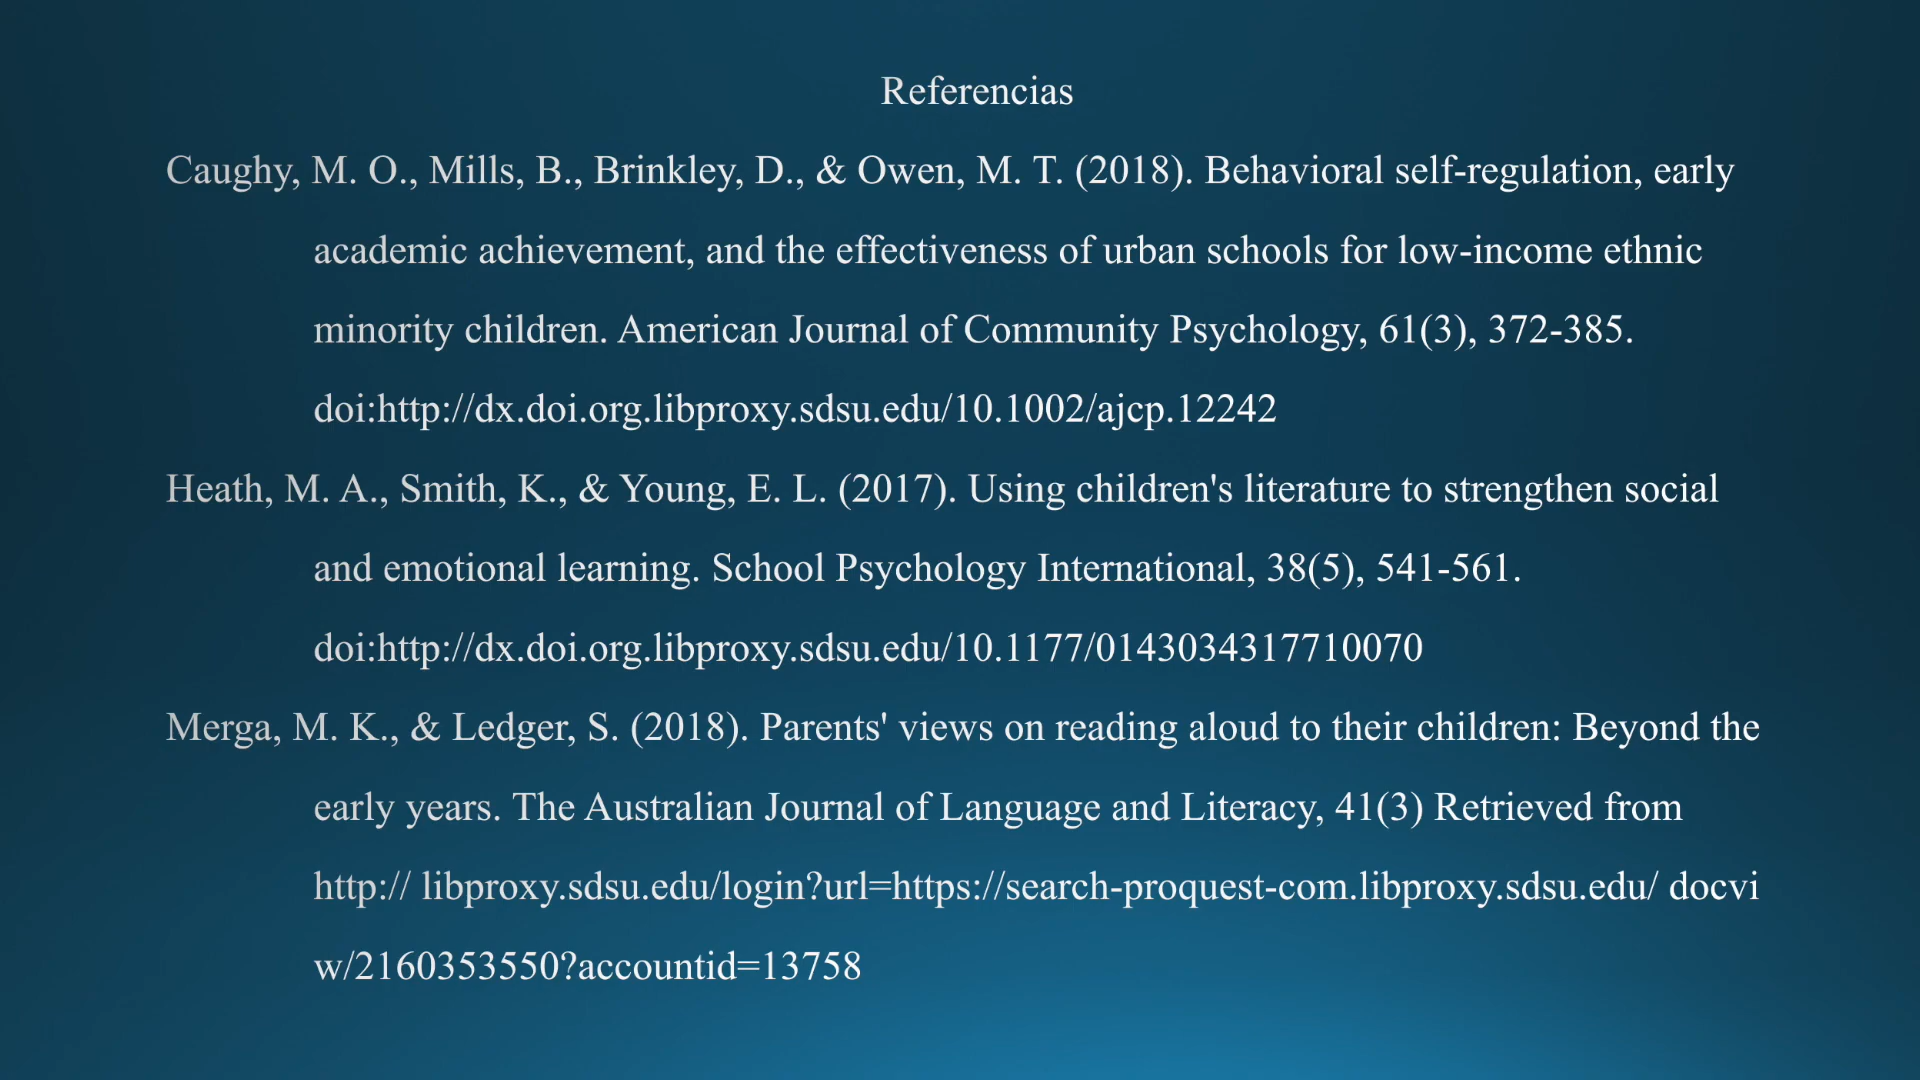 Referencias
Caughy, M. O., Mills, B., Brinkley, D., & Owen, M. T. (2018). Behavioral self-regulation, early
academic achievement, and the effectiveness of urban schools for low-income ethnic
minority children. American Journal of Community Psychology, 61(3), 372-385.
doi:http://dx.doi.org.libproxy.sdsu.edu/10.1002/ajcp.12242
Heath, M. A., Smith, K., & Young, E. L. (2017). Using children's literature to strengthen social
and emotional learning. School Psychology International, 38(5), 541-561.
doi:http://dx.doi.org.libproxy.sdsu.edu/10.1177/0143034317710070
Merga, M. K., & Ledger, S. (2018). Parents' views on reading aloud to their children: Beyond the
early years. The Australian Journal of Language and Literacy, 41(3) Retrieved from
http:// libproxy.sdsu.edu/login?url=https://search-proquest-com.libproxy.sdsu.edu/ docvi
w/2160353550?accountid=13758